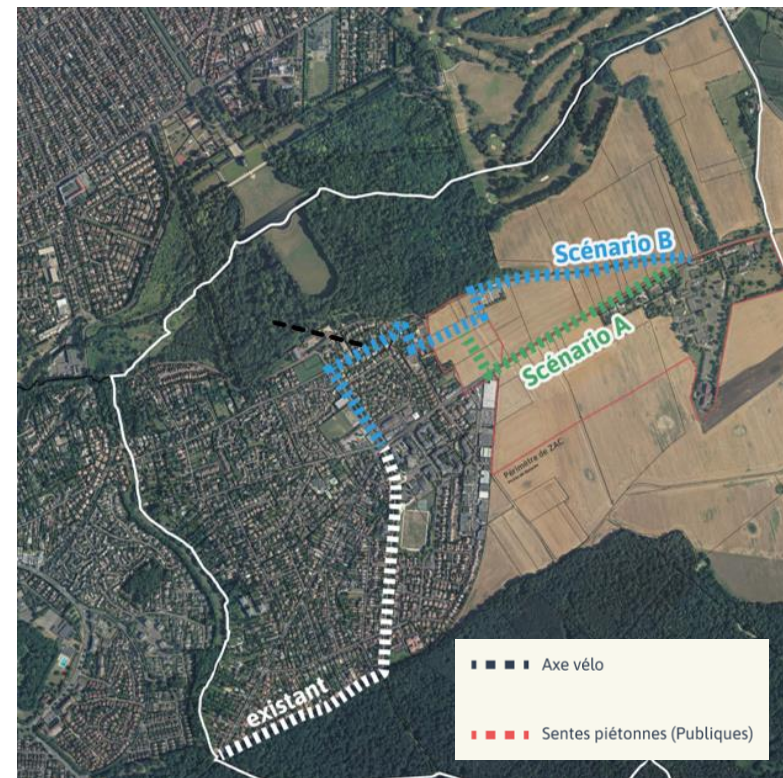 Scénario B
Scénario A
Périmètre de ZAC
existant
Axe vélo
Sentes piétonnes (Publiques)